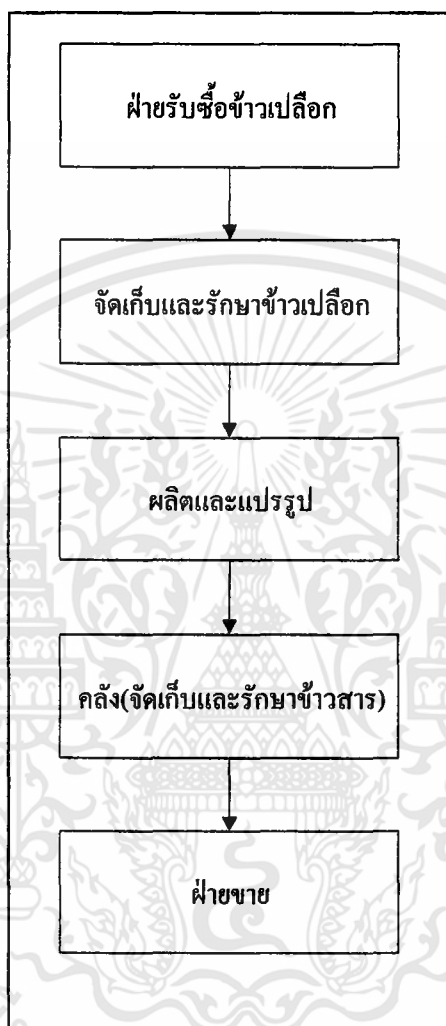 ฝ่ายรับซื้อข้าวเปลือก
จัดเก็บและรักษาข้าวเปลือก
ผลิตและแปรรูป
คลัง(จัดเก็บและรักษาข้าวสาร)
ฝ่ายขาย